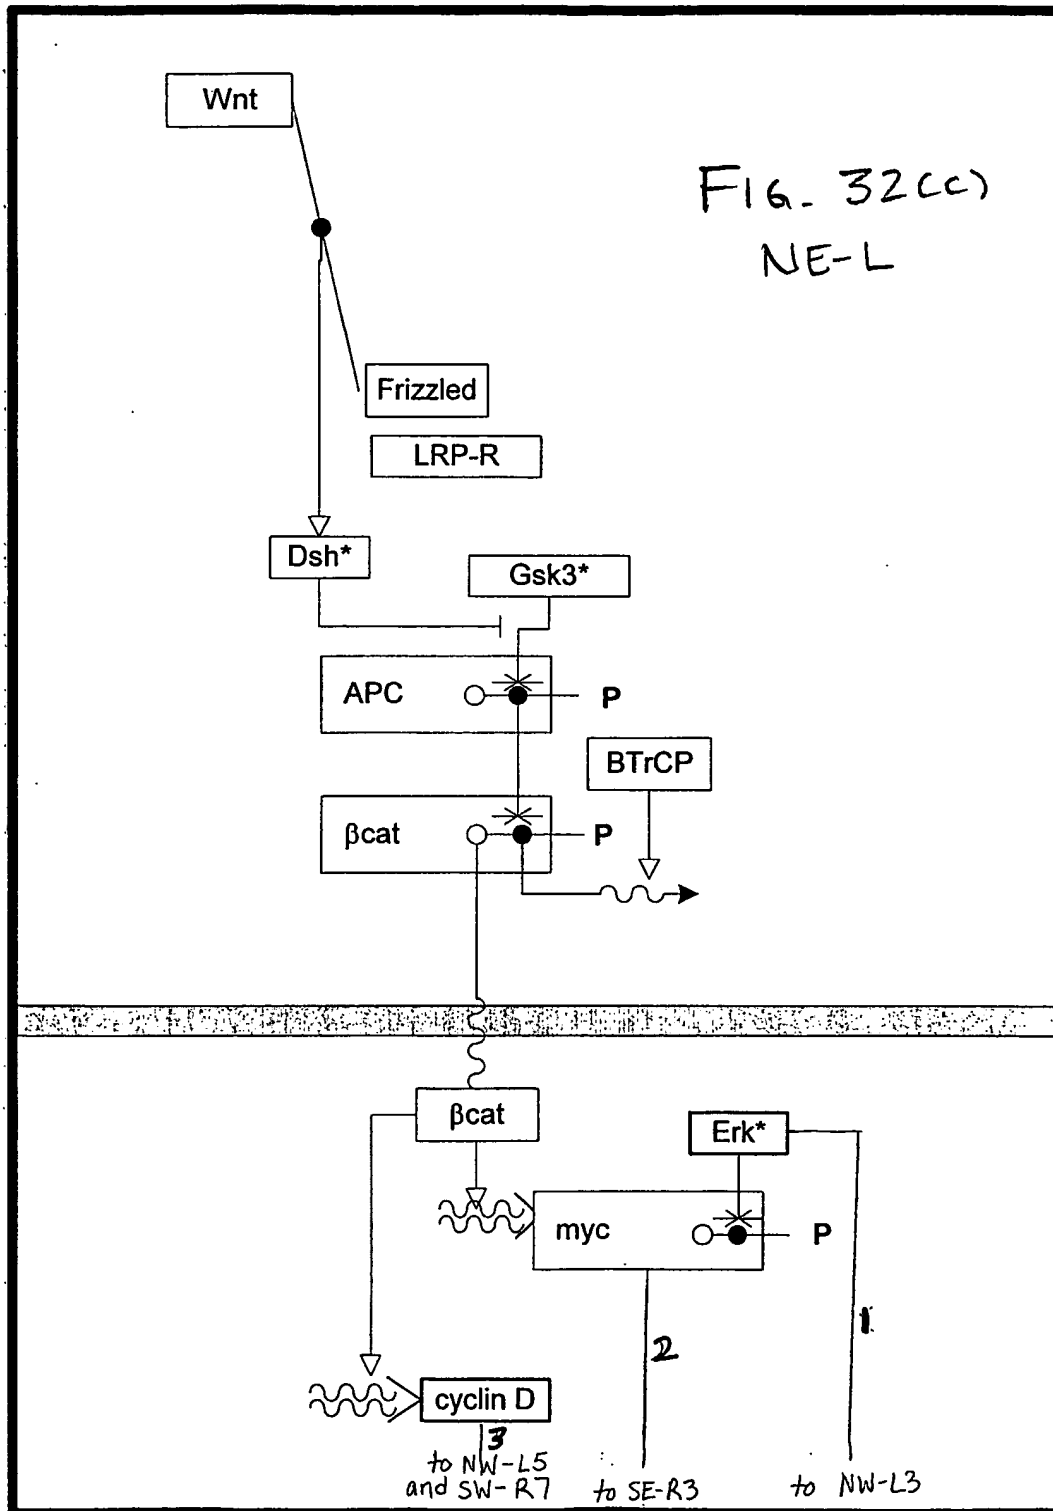 Wnt
FIG. 32(c)
NE-L
Frizzled
LRP-R
Dsh*
Gsk3*
APC
P
BTrCP
βcat
P
βcat
Erk*
myc
P
1
2
cyclin D
3
to NW-L5
and SW-R7
to SE-R3
to NW-L3